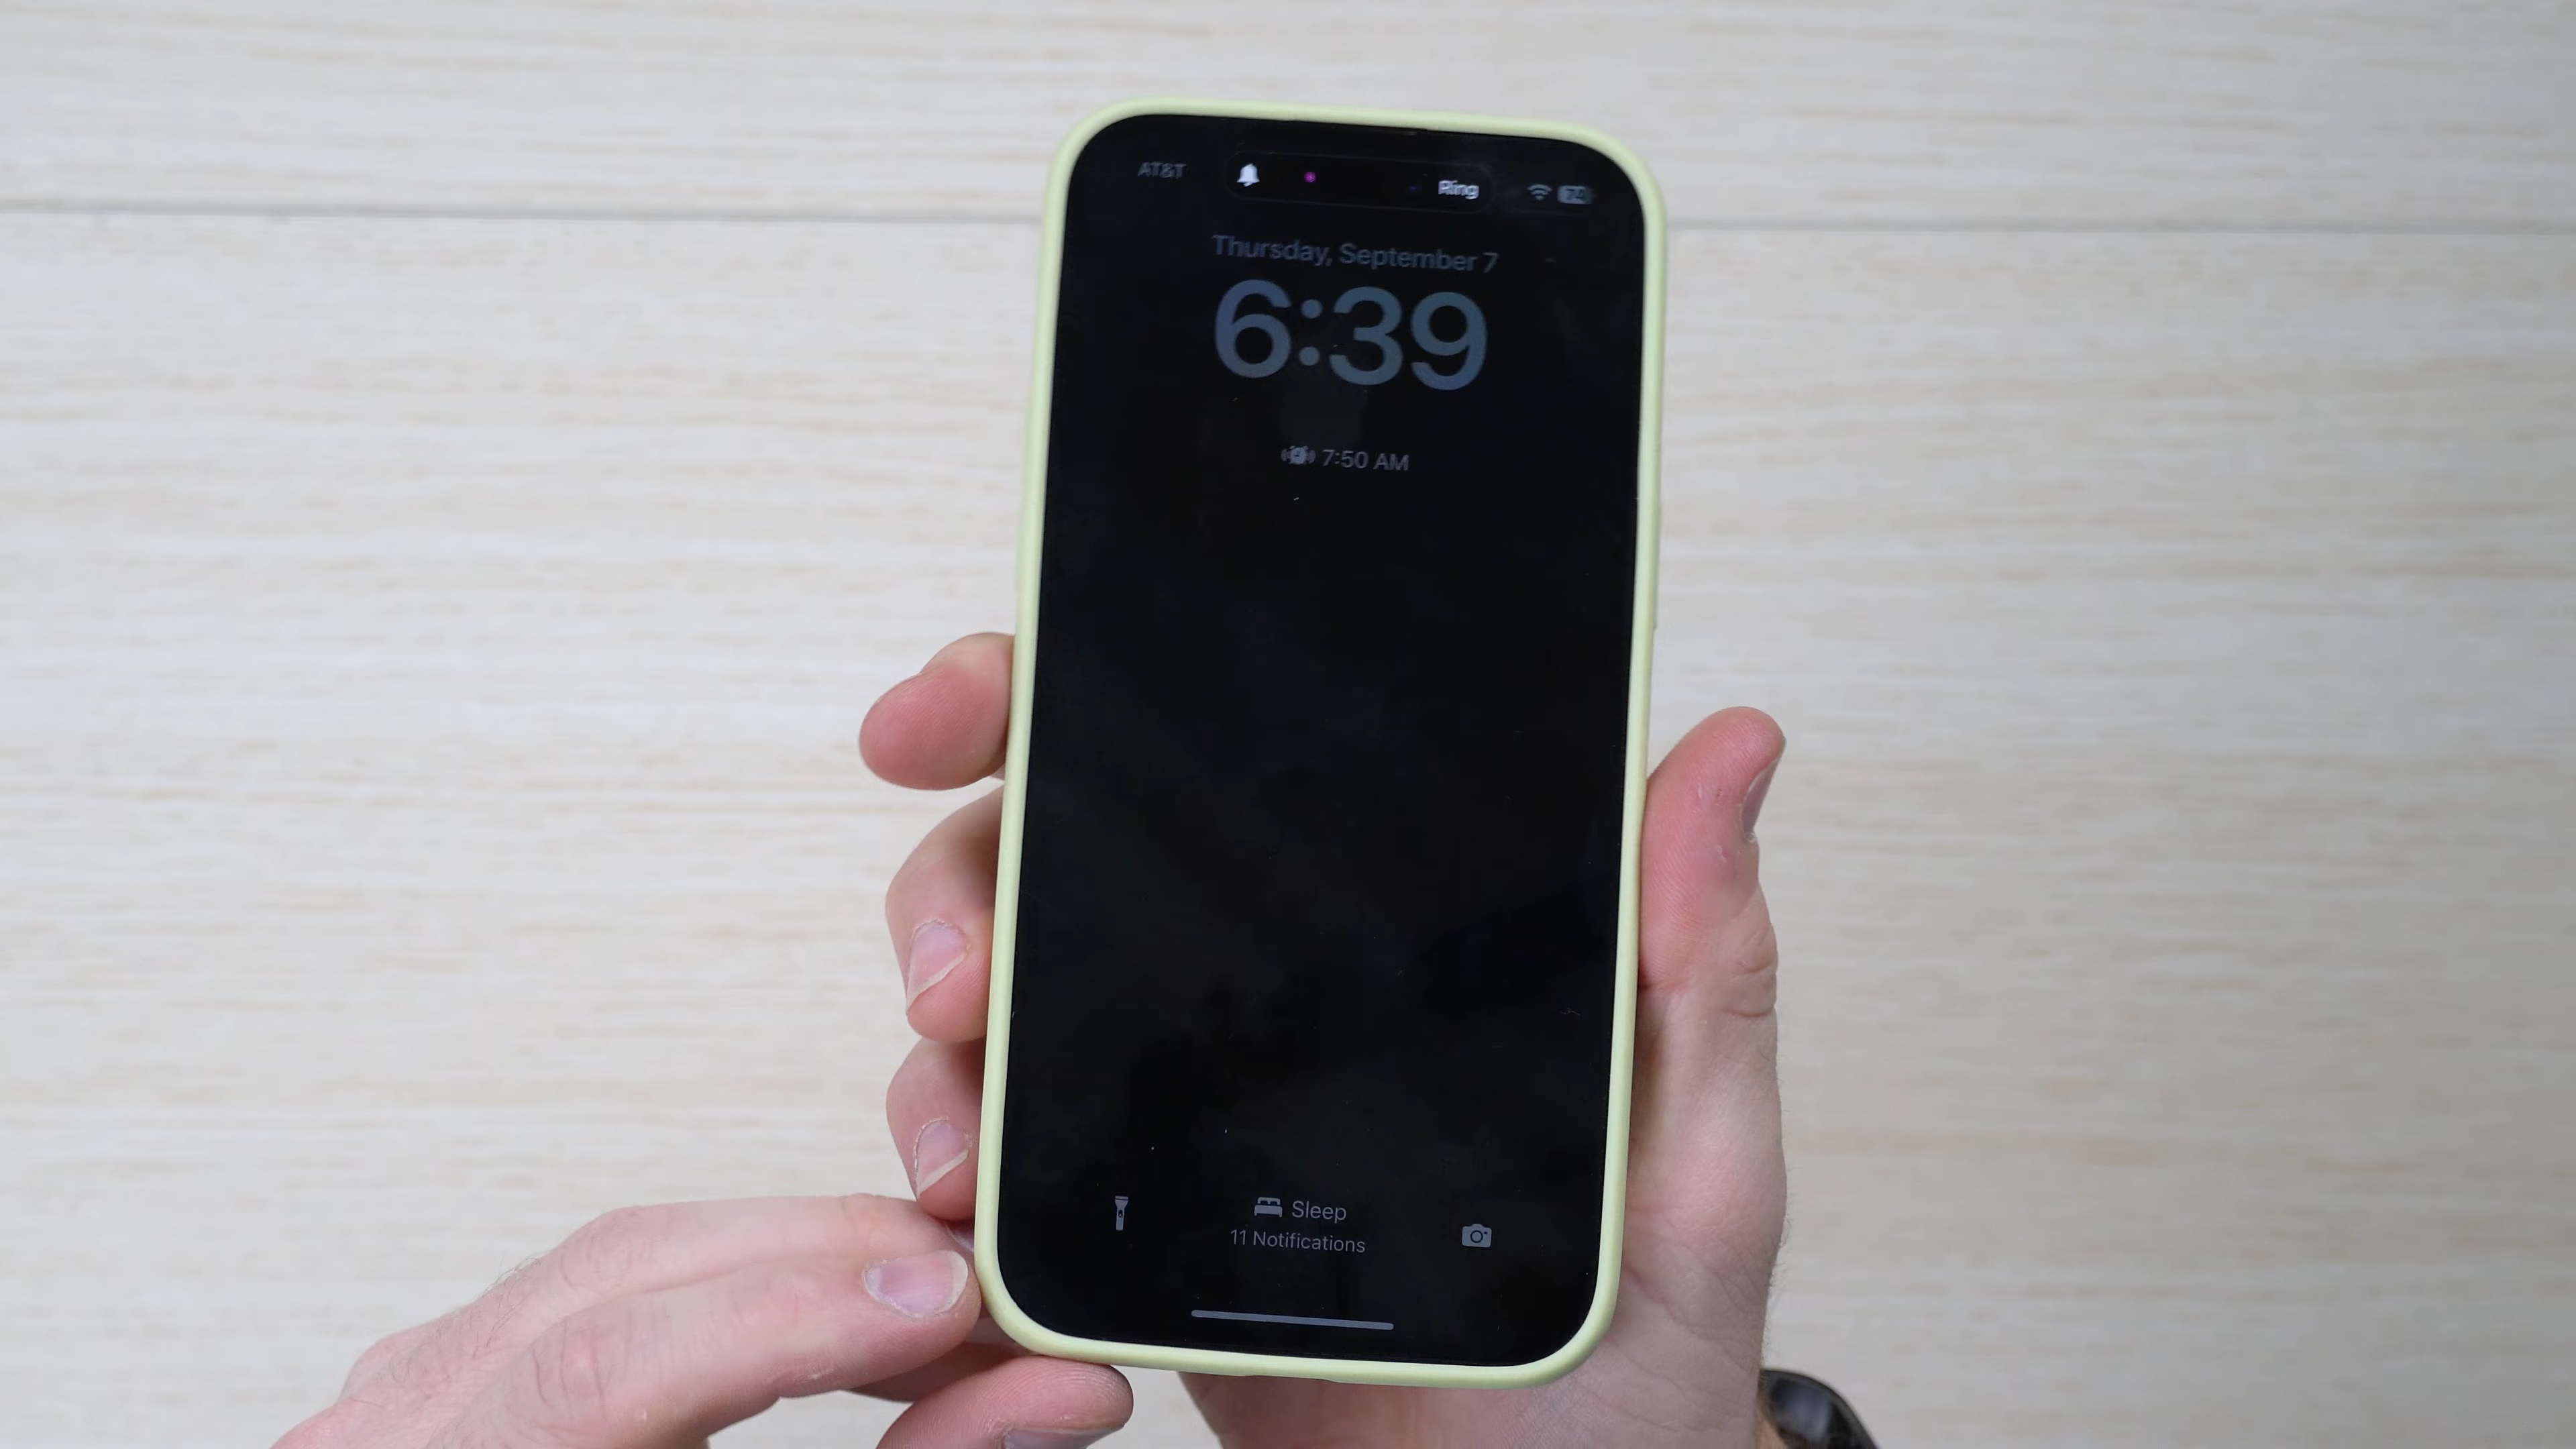 AT&T
Ring
Thursday, September 7
6:39
7:50 AM
Sleep
11 Notifications